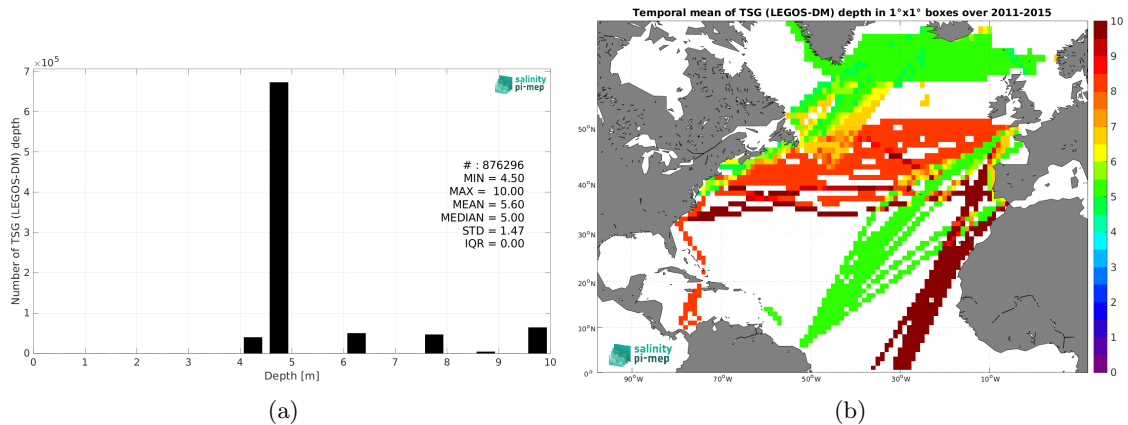 ×10⁵
7
6
5
4
3
2
1
0
Number of TSG (LEGOS-DM) depth
salinity
pi-mep
# : 876296
MIN = 4.50
MAX = 10.00
MEAN = 5.60
MEDIAN = 5.00
STD = 1.47
IQR = 0.00
0 1 2 3 4 5 6 7 8 9 10
Depth [m]
(a)
Temporal mean of TSG (LEGOS-DM) depth in 1°x1° boxes over 2011-2015
50°N
40°N
30°N
20°N
10°N
0°
90°W 70°W 50°W 30°W 10°W
salinity
pi-mep
10
9
8
7
6
5
4
3
2
1
0
(b)